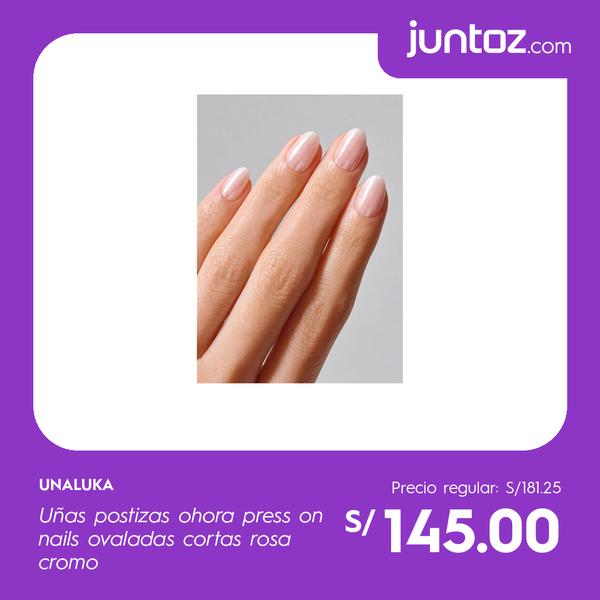 juntoz.com
UNALUKA
Uñas postizas ohora press on
nails ovaladas cortas rosa
cromo
Precio regular: S/181.25
S/145.00